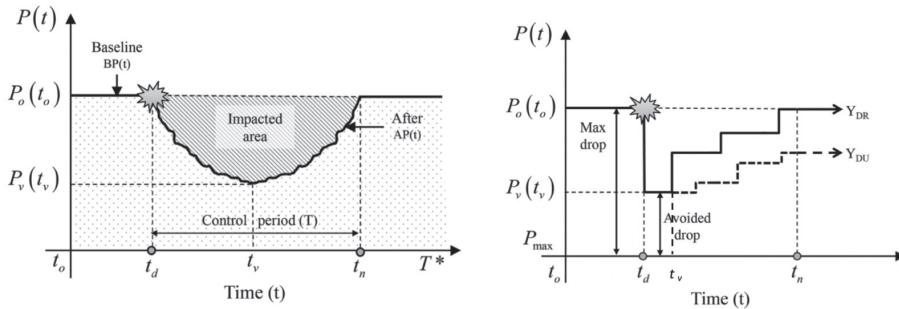 P(t)
Baseline
BP(t)
P_o(t_o)
Impacted
area
After
AP(t)
P_v(t_v)
Control period (T)
t_o
t_d
t_v
t_n
T*
Time (t)
P(t)
P_o(t_o)
Max
drop
Y_DR
Y_DU
P_v(t_v)
Avoided
drop
P_max
t_o
t_d
t_v
t_n
Time (t)